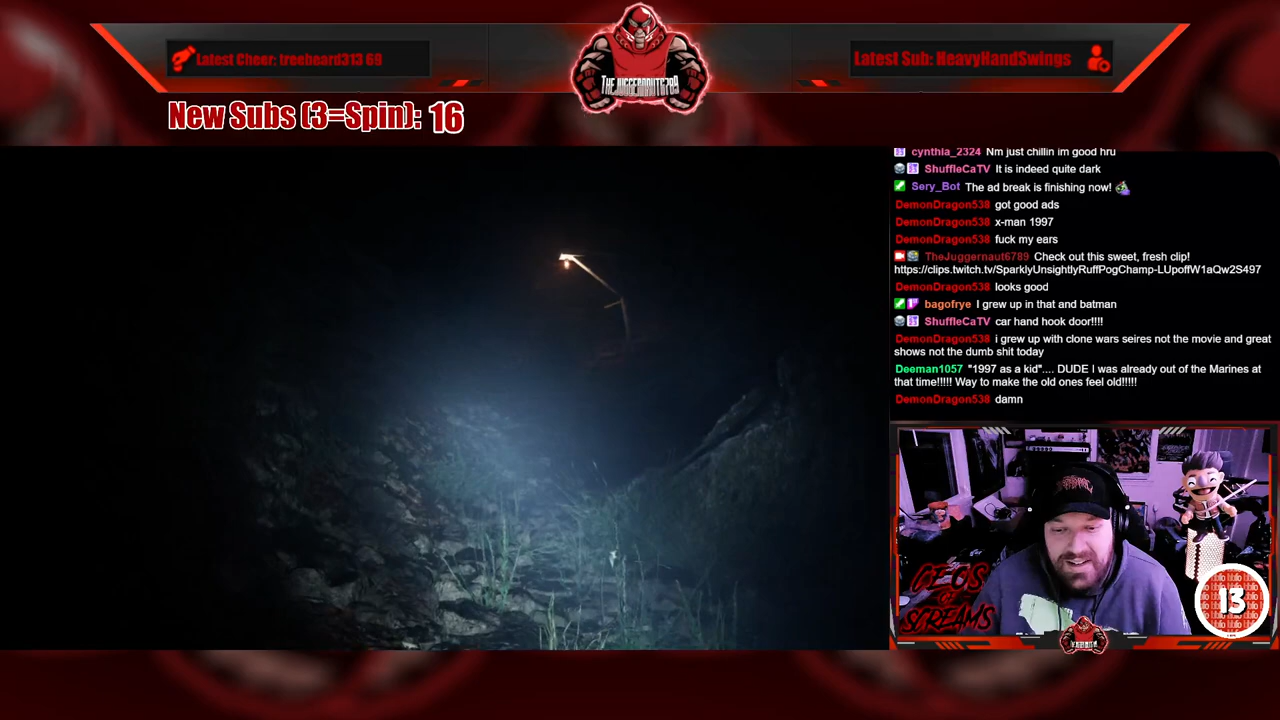 Latest Cheer: treebeard313 69
THEJUGGERNAUT6789
Latest Sub: HeavyHandSwings
New Subs (3=Spin): 16
cynthia_2324 Nm just chillin im good hru
ShuffleCaTV It is indeed quite dark
Sery_Bot The ad break is finishing now!
DemonDragon538 got good ads
DemonDragon538 x-man 1997
DemonDragon538 fuck my ears
TheJuggernaut6789 Check out this sweet, fresh clip!
https://clips.twitch.tv/SparklyUnsightlyRuffPogChamp-LUpoffW1aQw2S497
DemonDragon538 looks good
bagofrye I grew up in that and batman
ShuffleCaTV car hand hook door!!!!
DemonDragon538 i grew up with clone wars seires not the movie and great
shows not the dumb shit today
Deeman1057 "1997 as a kid".... DUDE I was already out of the Marines at
that time!!!!! Way to make the old ones feel old!!!!!
DemonDragon538 damn
SCREAMS
13